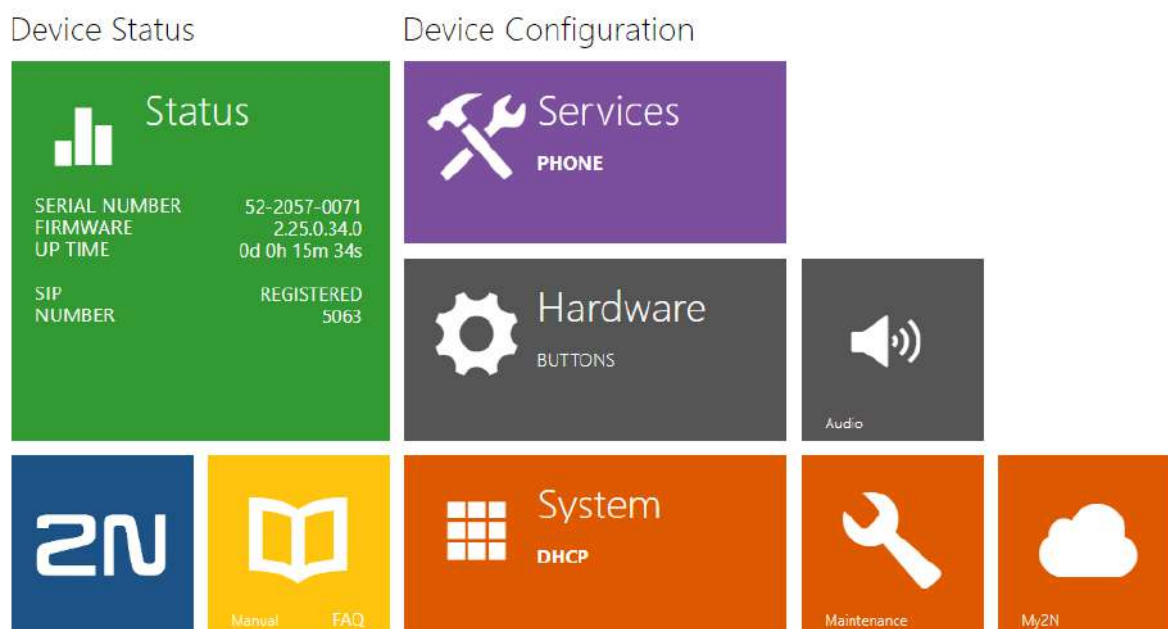 Device Status
Device Configuration
Status
SERIAL NUMBER 52-2057-0071
FIRMWARE 2.25.0.34.0
UP TIME 0d 0h 15m 34s
SIP REGISTERED
NUMBER 5063
Services
PHONE
Hardware
BUTTONS
Audio
2N
Manual FAQ
System
DHCP
Maintenance
My2N